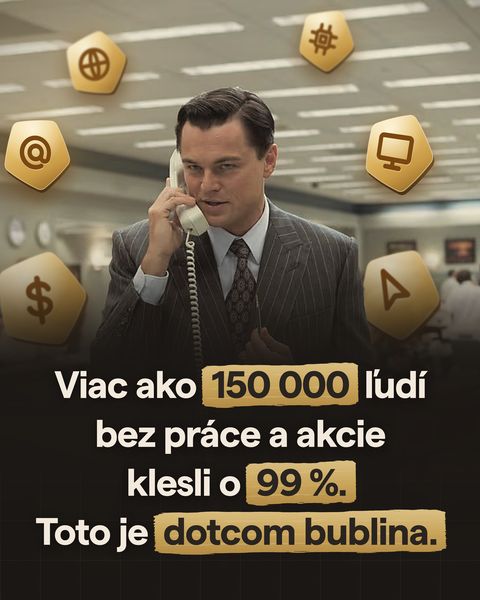 @
$
Viac ako 150 000 ľudí
bez práce a akcie
klesli o 99 %.
Toto je dotcom bublina.